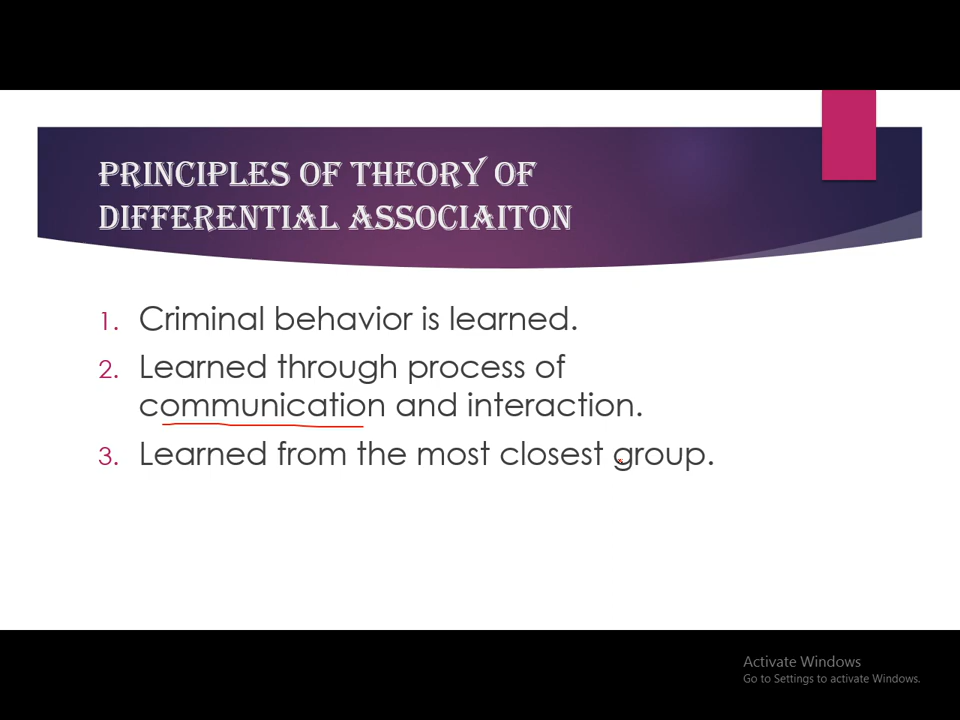 PRINCIPLES OF THEORY OF
DIFFERENTIAL ASSOCIAITON
1. Criminal behavior is learned.
2. Learned through process of
communication and interaction.
3. Learned from the most closest group.
Activate Windows
Go to Settings to activate Windows.